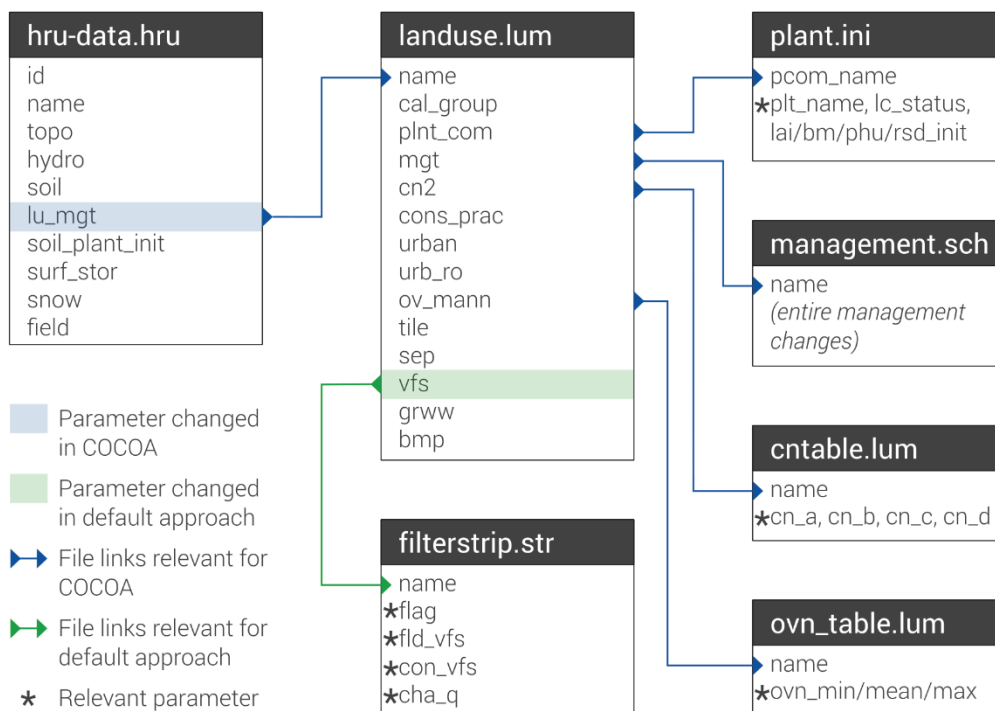 hru-data.hru
id
name
topo
hydro
soil
lu_mgt
soil_plant_init
surf_stor
snow
field
landuse.lum
name
cal_group
plnt_com
mgt
cn2
cons_prac
urban
urb_ro
ov_mann
tile
sep
vfs
grww
bmp
plant.ini
pcom_name
*plt_name, lc_status,
lai/bm/phu/rsd_init
management.sch
name
(entire management
changes)
cntable.lum
name
*cn_a, cn_b, cn_c, cn_d
ovn_table.lum
name
*ovn_min/mean/max
filterstrip.str
name
*flag
*fld_vfs
*con_vfs
*cha_q
Parameter changed
in COCOA
Parameter changed
in default approach
File links relevant for
COCOA
File links relevant for
default approach
* Relevant parameter